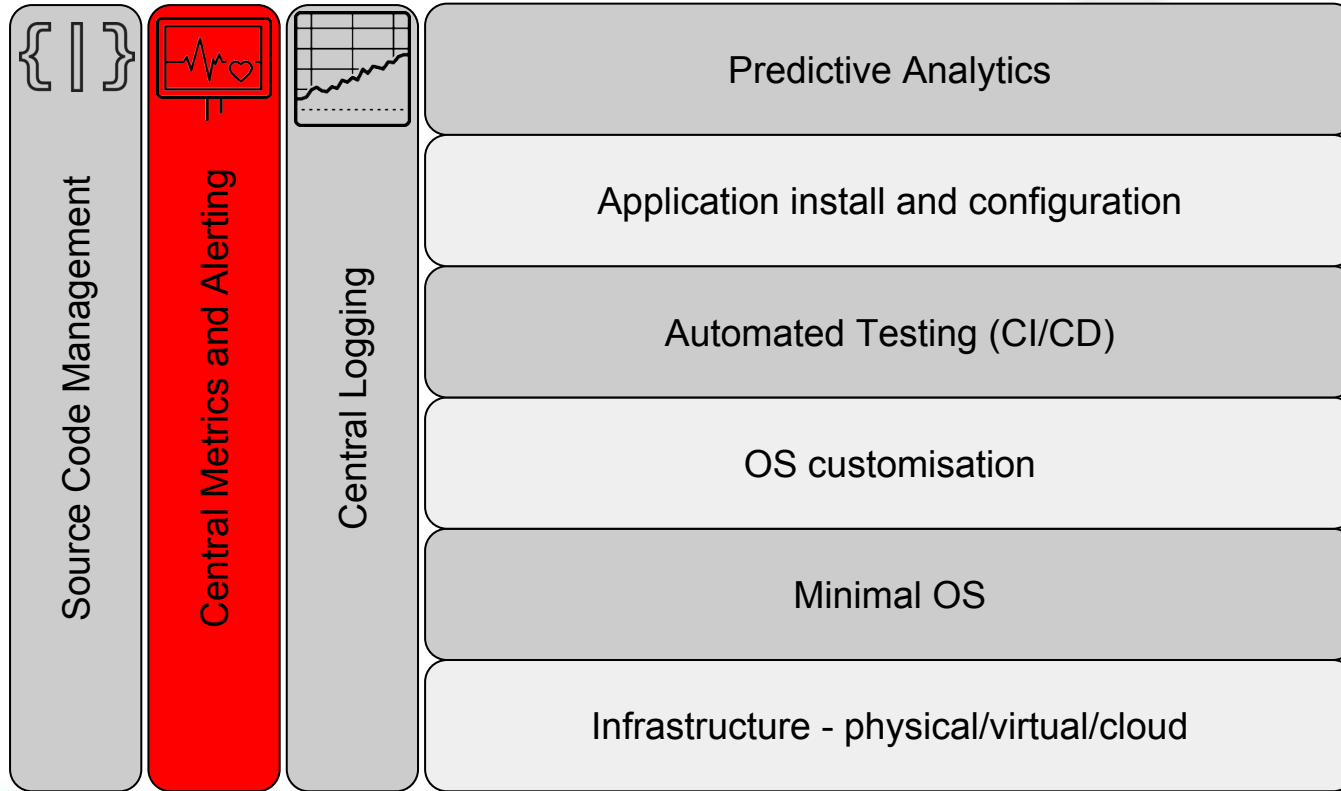 Source Code Management
Central Metrics and Alerting
Central Logging
Predictive Analytics
Application install and configuration
Automated Testing (CI/CD)
OS customisation
Minimal OS
Infrastructure - physical/virtual/cloud